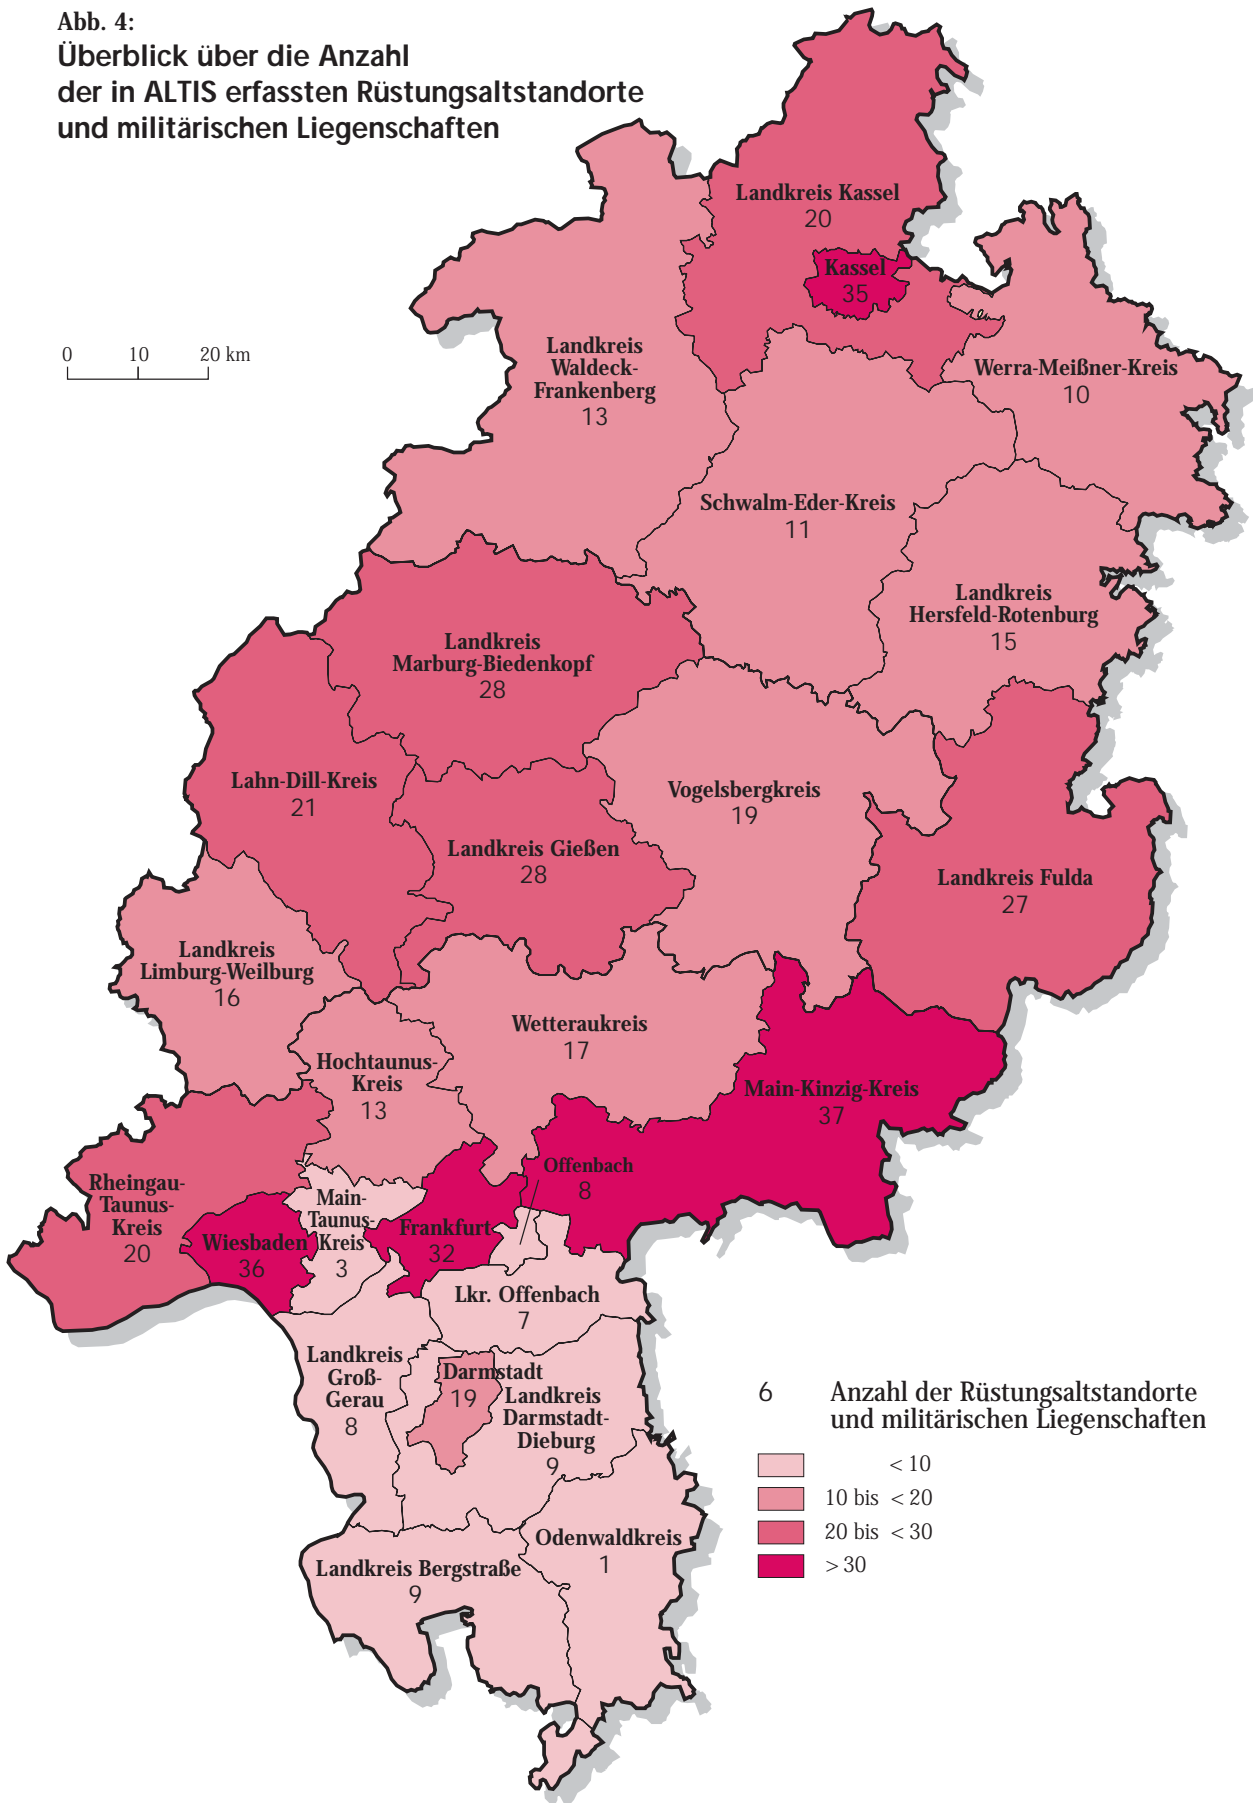 Abb. 4:
Überblick über die Anzahl
der in ALTIS erfassten Rüstungsaltstandorte
und militärischen Liegenschaften
0 10 20 km
Landkreis Kassel
20
Kassel
35
Landkreis
Waldeck-
Frankenberg
13
Werra-Meißner-Kreis
10
Schwalm-Eder-Kreis
11
Landkreis
Hersfeld-Rotenburg
15
Landkreis
Marburg-Biedenkopf
28
Lahn-Dill-Kreis
21
Vogelsbergkreis
19
Landkreis Gießen
28
Landkreis Fulda
27
Landkreis
Limburg-Weilburg
16
Wetteraukreis
17
Hochtaunus-
Kreis
13
Main-Kinzig-Kreis
37
Offenbach
8
Rheingau-
Taunus-
Kreis
20
Main-
Taunus-
Kreis
3
Wiesbaden
36
Frankfurt
32
Lkr. Offenbach
7
Landkreis
Groß-
Gerau
8
Darmstadt
19
Landkreis
Darmstadt-
Dieburg
9
Odenwaldkreis
1
Landkreis Bergstraße
9
6 Anzahl der Rüstungsaltstandorte
und militärischen Liegenschaften
< 10
10 bis < 20
20 bis < 30
> 30